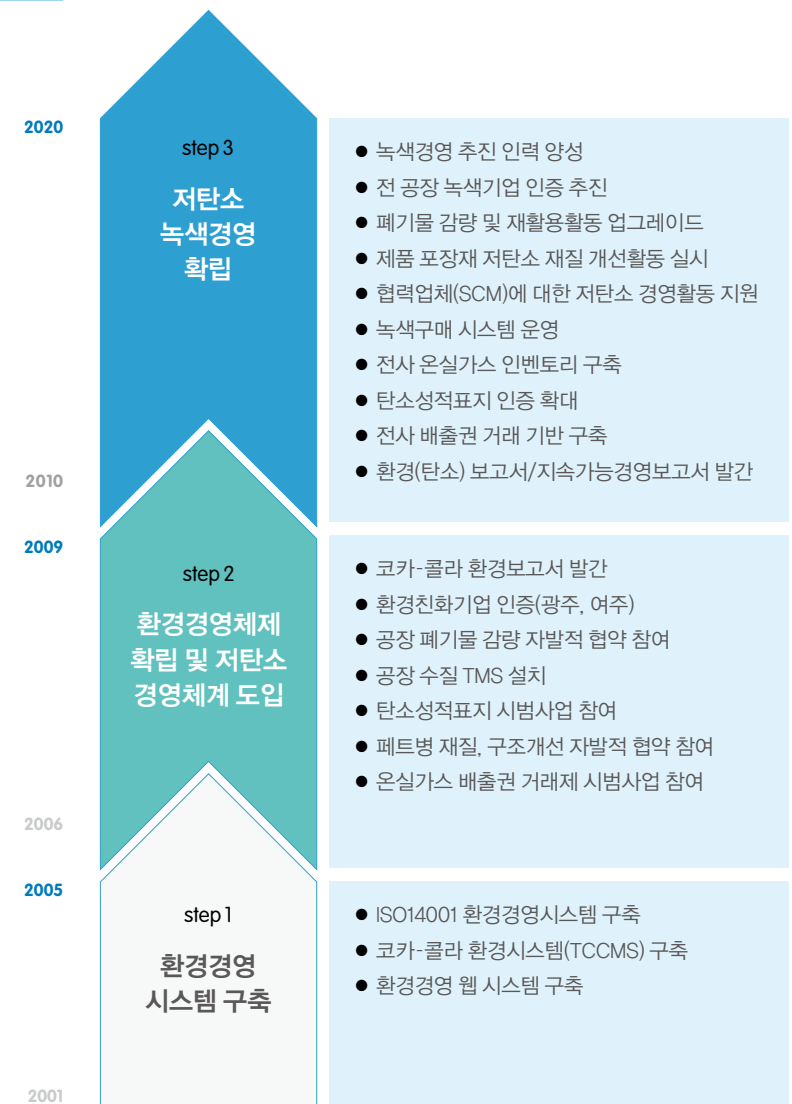 2020
step 3
저탄소
녹색경영
확립
● 녹색경영 추진 인력 양성
● 전 공장 녹색기업 인증 추진
● 폐기물 감량 및 재활용활동 업그레이드
● 제품 포장재 저탄소 재질 개선활동 실시
● 협력업체(SCM)에 대한 저탄소 경영활동 지원
● 녹색구매 시스템 운영
● 전사 온실가스 인벤토리 구축
● 탄소성적표지 인증 확대
● 전사 배출권 거래 기반 구축
● 환경(탄소) 보고서/지속가능경영보고서 발간
2010
2009
step 2
환경경영체제
확립 및 저탄소
경영체계 도입
● 코카-콜라 환경보고서 발간
● 환경친화기업 인증(광주, 여주)
● 공장 폐기물 감량 자발적 협약 참여
● 공장 수질 TMS 설치
● 탄소성적표지 시범사업 참여
● 페트병 재질, 구조개선 자발적 협약 참여
● 온실가스 배출권 거래제 시범사업 참여
2006
2005
step 1
환경경영
시스템 구축
● ISO14001 환경경영시스템 구축
● 코카-콜라 환경시스템(TCCMS) 구축
● 환경경영 웹 시스템 구축
2001